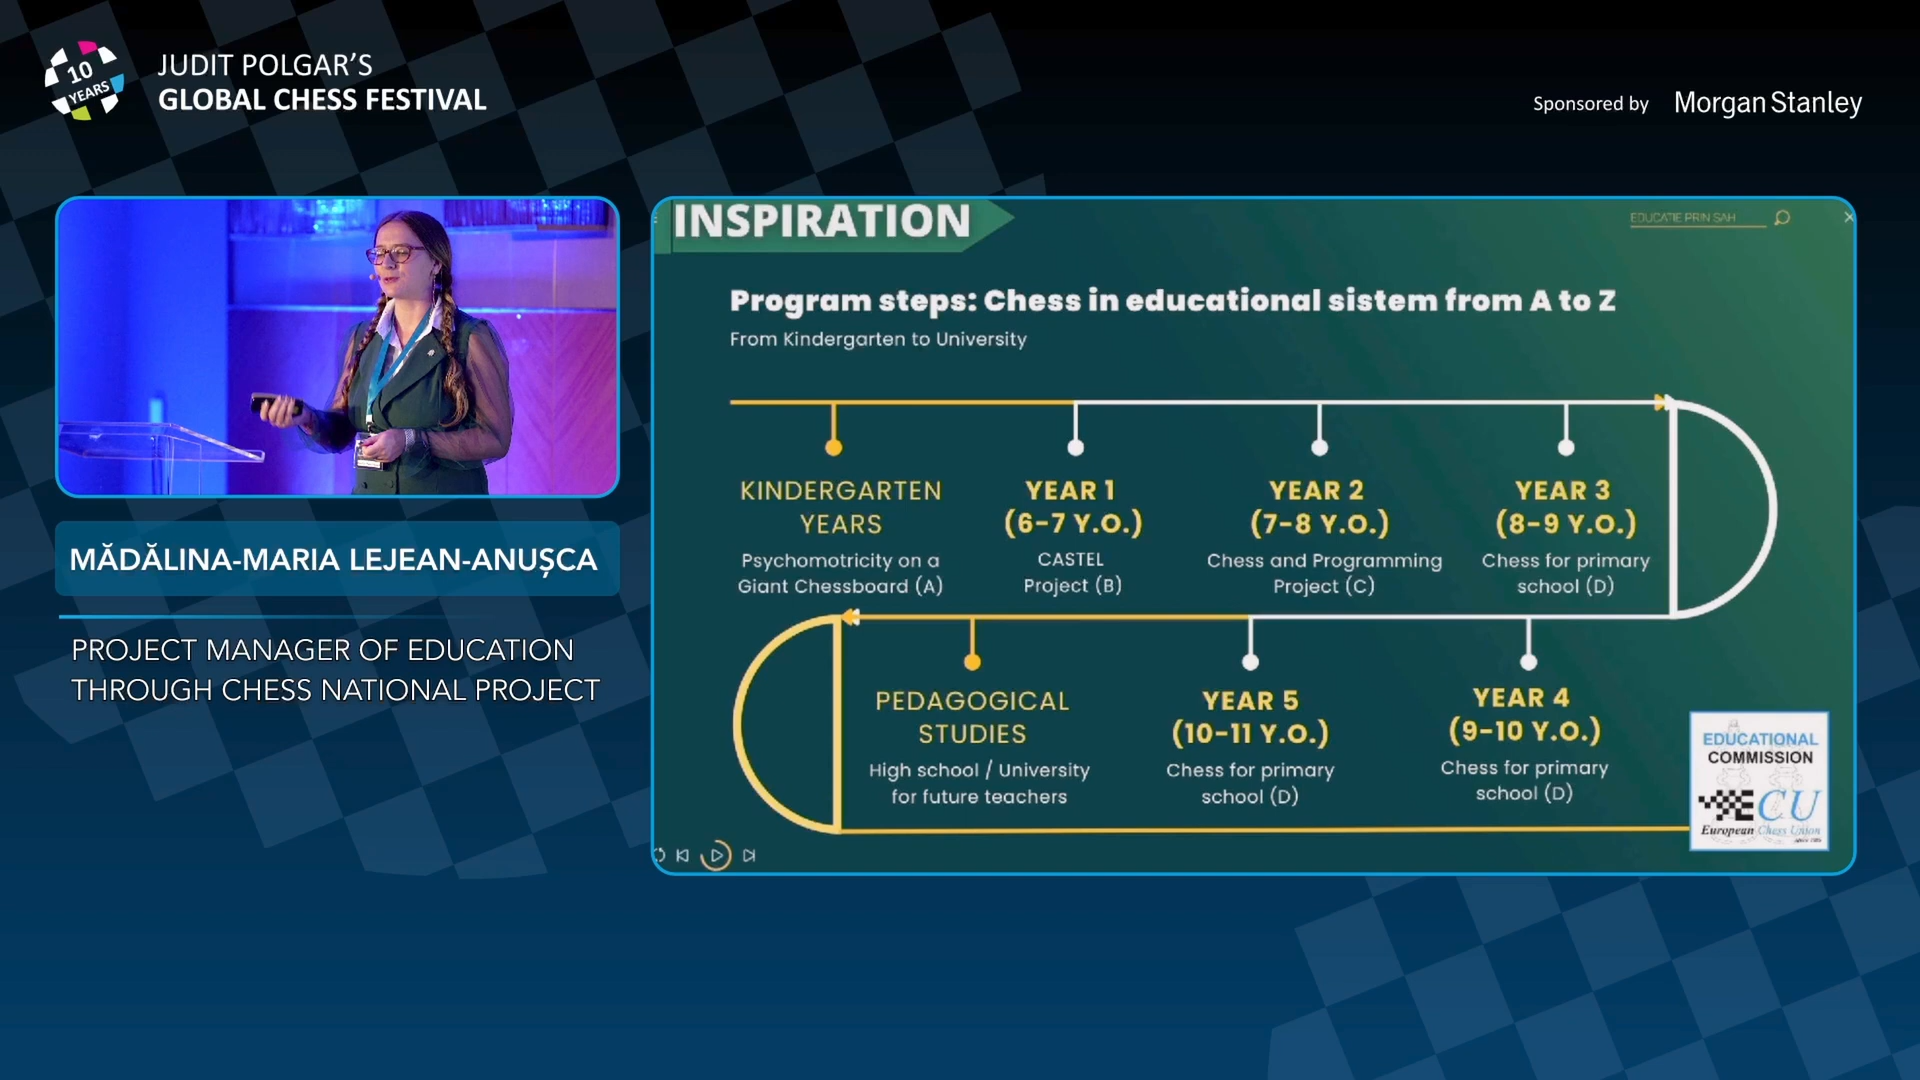 10
YEARS
JUDIT POLGAR'S
GLOBAL CHESS FESTIVAL
Sponsored by Morgan Stanley
MĂDĂLINA-MARIA LEJEAN-ANUȘCA
PROJECT MANAGER OF EDUCATION
THROUGH CHESS NATIONAL PROJECT
INSPIRATION
EDUCATIE PRIN SAH
Program steps: Chess in educational sistem from A to Z
From Kindergarten to University
KINDERGARTEN
YEARS
Psychomotricity on a
Giant Chessboard (A)
YEAR 1
(6-7 Y.O.)
CASTEL
Project (B)
YEAR 2
(7-8 Y.O.)
Chess and Programming
Project (C)
YEAR 3
(8-9 Y.O.)
Chess for primary
school (D)
PEDAGOGICAL
STUDIES
High school / University
for future teachers
YEAR 5
(10-11 Y.O.)
Chess for primary
school (D)
YEAR 4
(9-10 Y.O.)
Chess for primary
school (D)
EDUCATIONAL
COMMISSION
ECU
European Chess Union